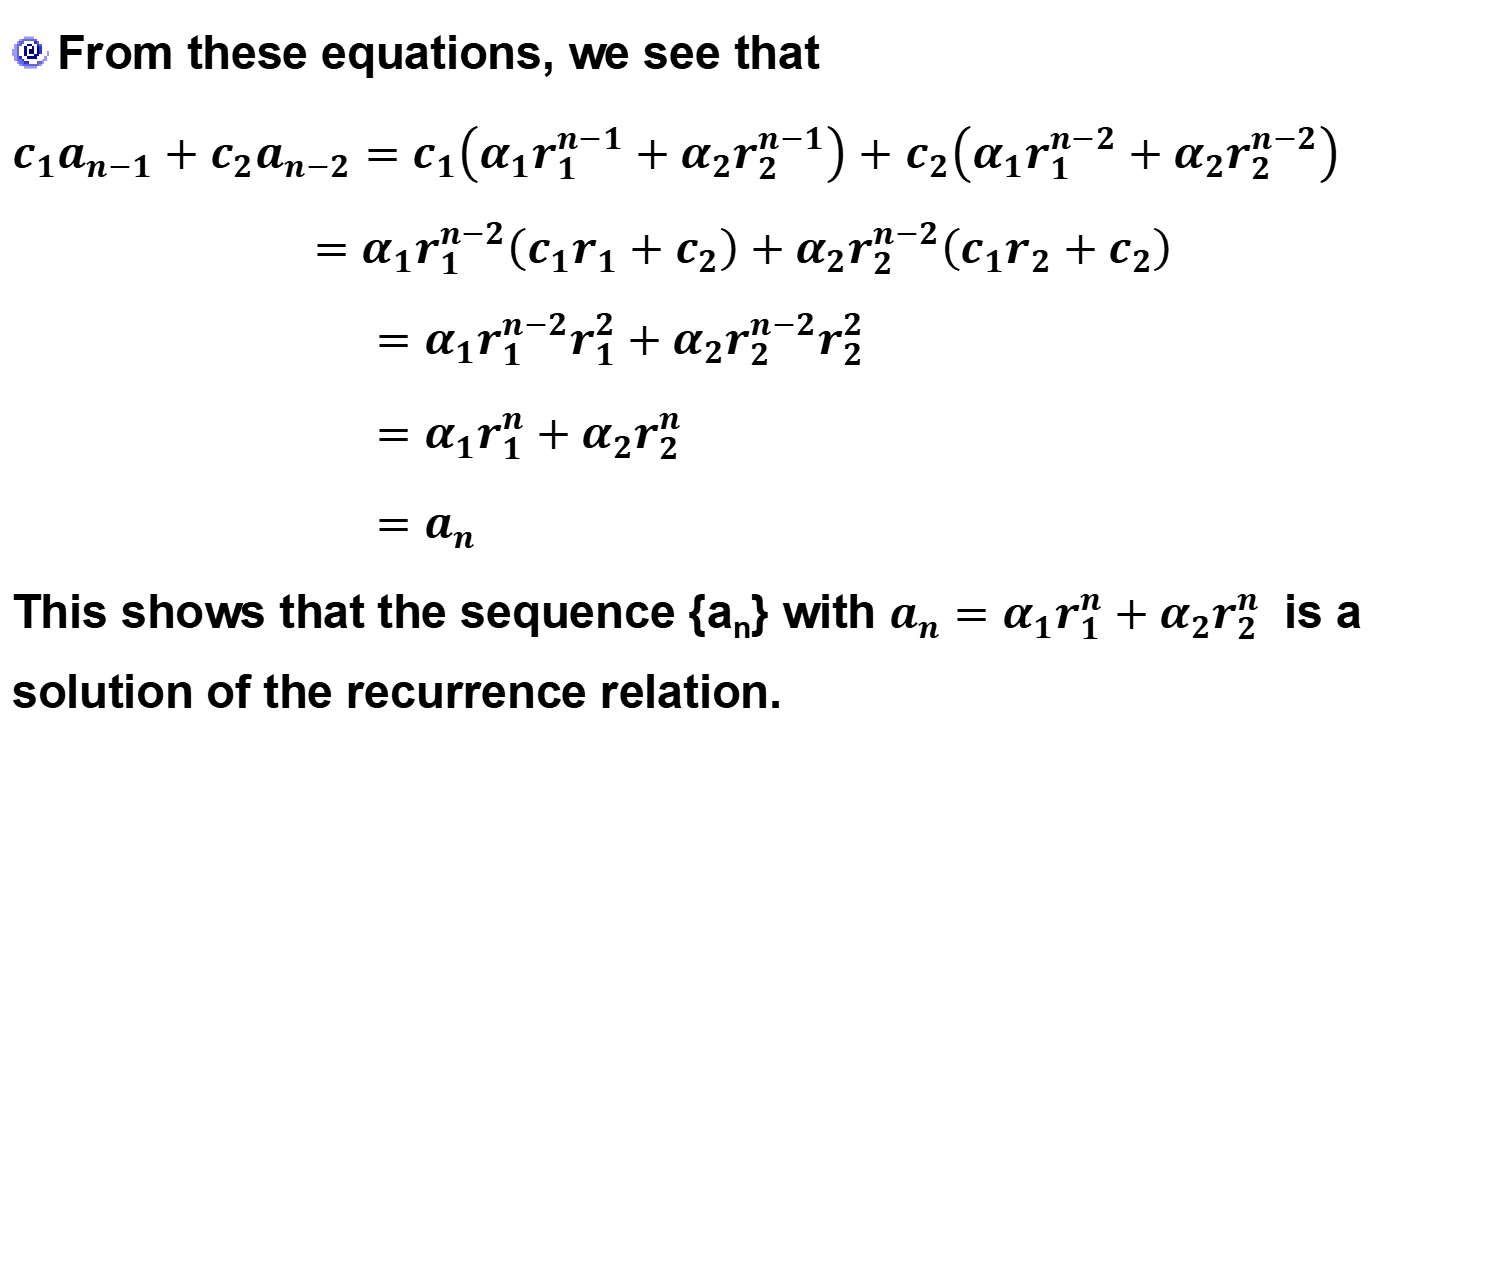 From these equations, we see that
c₁aₙ₋₁ + c₂aₙ₋₂ = c₁(α₁r₁ⁿ⁻¹ + α₂r₂ⁿ⁻¹) + c₂(α₁r₁ⁿ⁻² + α₂r₂ⁿ⁻²)
= α₁r₁ⁿ⁻²(c₁r₁ + c₂) + α₂r₂ⁿ⁻²(c₁r₂ + c₂)
= α₁r₁ⁿ⁻²r₁² + α₂r₂ⁿ⁻²r₂²
= α₁r₁ⁿ + α₂r₂ⁿ
= aₙ
This shows that the sequence {aₙ} with aₙ = α₁r₁ⁿ + α₂r₂ⁿ is a
solution of the recurrence relation.